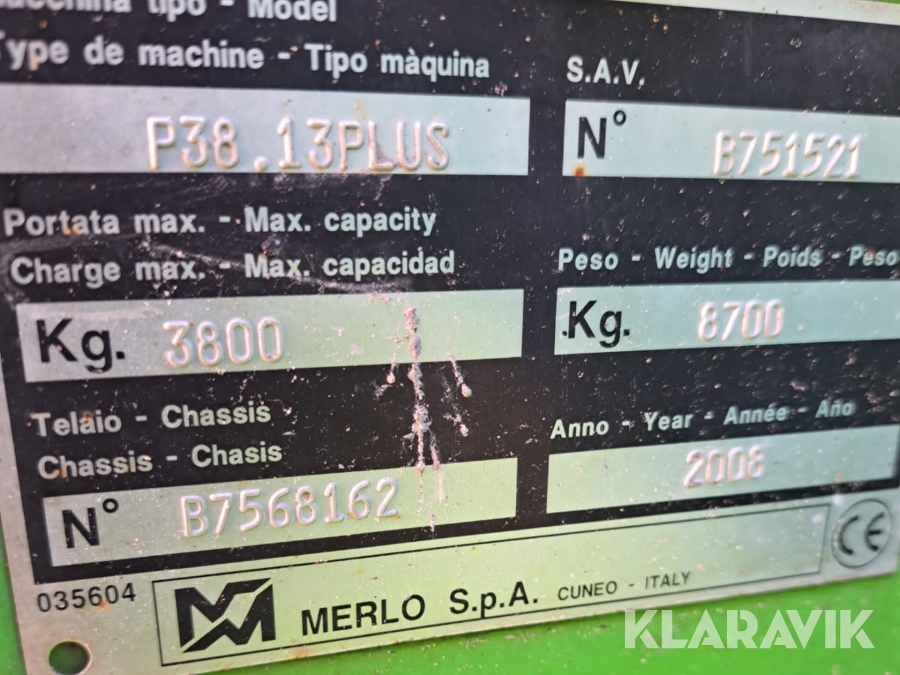 Macchina tipo - Model
Type de machine - Tipo màquina
P38.13PLUS
S.A.V.
N° B751521
Portata max. - Max. capacity
Charge max. - Max. capacidad
Kg. 3800
Peso - Weight - Poids - Peso
Kg. 8700
Telaio - Chassis
Chassis - Chasis
N° B7568162
Anno - Year - Année - Año
2008
035604
MERLO S.p.A. CUNEO - ITALY
CE
KLARAVIK